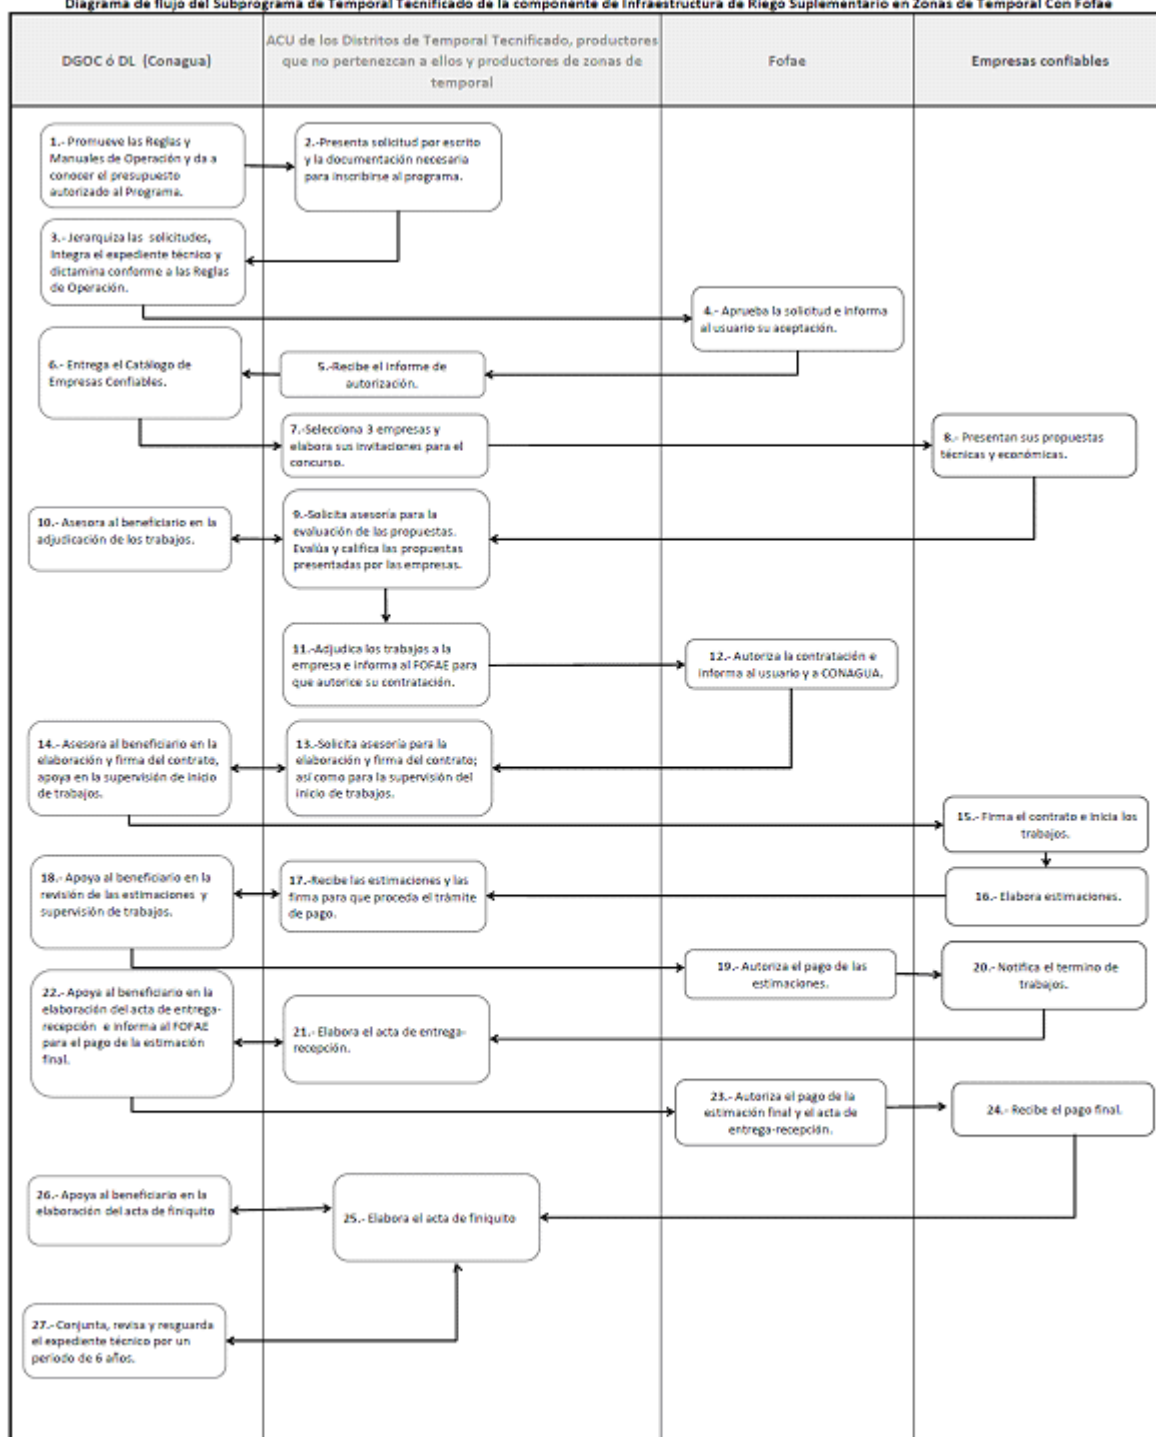 Diagrama de flujo del Subprograma de Temporal Tecnificado de la componente de Infraestructura de Riego Suplementario en Zonas de Temporal Con Fofae
DGOC ó DL (Conagua)
ACU de los Distritos de Temporal Tecnificado, productores
que no pertenezcan a ellos y productores de zonas de
temporal
Fofae
Empresas confiables
1.- Promueve las Reglas y
Manuales de Operación y da a
conocer el presupuesto
autorizado al Programa.
2.-Presenta solicitud por escrito
y la documentación necesaria
para inscribirse al programa.
3.- Jerarquiza las solicitudes,
Integra el expediente técnico y
dictamina conforme a las Reglas
de Operación.
4.- Aprueba la solicitud e informa
al usuario su aceptación.
5.-Recibe el informe de
autorización.
6.- Entrega el Catálogo de
Empresas Confiables.
7.-Selecciona 3 empresas y
elabora sus invitaciones para el
concurso.
8.- Presentan sus propuestas
técnicas y económicas.
9.-Solicita asesoría para la
evaluación de las propuestas.
Evalúa y califica las propuestas
presentadas por las empresas.
10.- Asesora al beneficiario en la
adjudicación de los trabajos.
11.-Adjudica los trabajos a la
empresa e informa al FOFAE para
que autorice su contratación.
12.- Autoriza la contratación e
informa al usuario y a CONAGUA.
13.-Solicita asesoría para la
elaboración y firma del contrato;
así como para la supervisión del
inicio de trabajos.
14.- Asesora al beneficiario en la
elaboración y firma del contrato,
apoya en la supervisión de inicio
de trabajos.
15.- Firma el contrato e inicia los
trabajos.
16.- Elabora estimaciones.
17.-Recibe las estimaciones y las
firma para que proceda el trámite
de pago.
18.- Apoya al beneficiario en la
revisión de las estimaciones y
supervisión de trabajos.
19.- Autoriza el pago de las
estimaciones.
20.- Notifica el termino de
trabajos.
21.- Elabora el acta de entrega-
recepción.
22.- Apoya al beneficiario en la
elaboración del acta de entrega-
recepción e informa al FOFAE
para el pago de la estimación
final.
23.- Autoriza el pago de la
estimación final y el acta de
entrega-recepción.
24.- Recibe el pago final.
25.- Elabora el acta de finiquito
26.- Apoya al beneficiario en la
elaboración del acta de finiquito
27.- Conjunta, revisa y resguarda
el expediente técnico por un
periodo de 6 años.